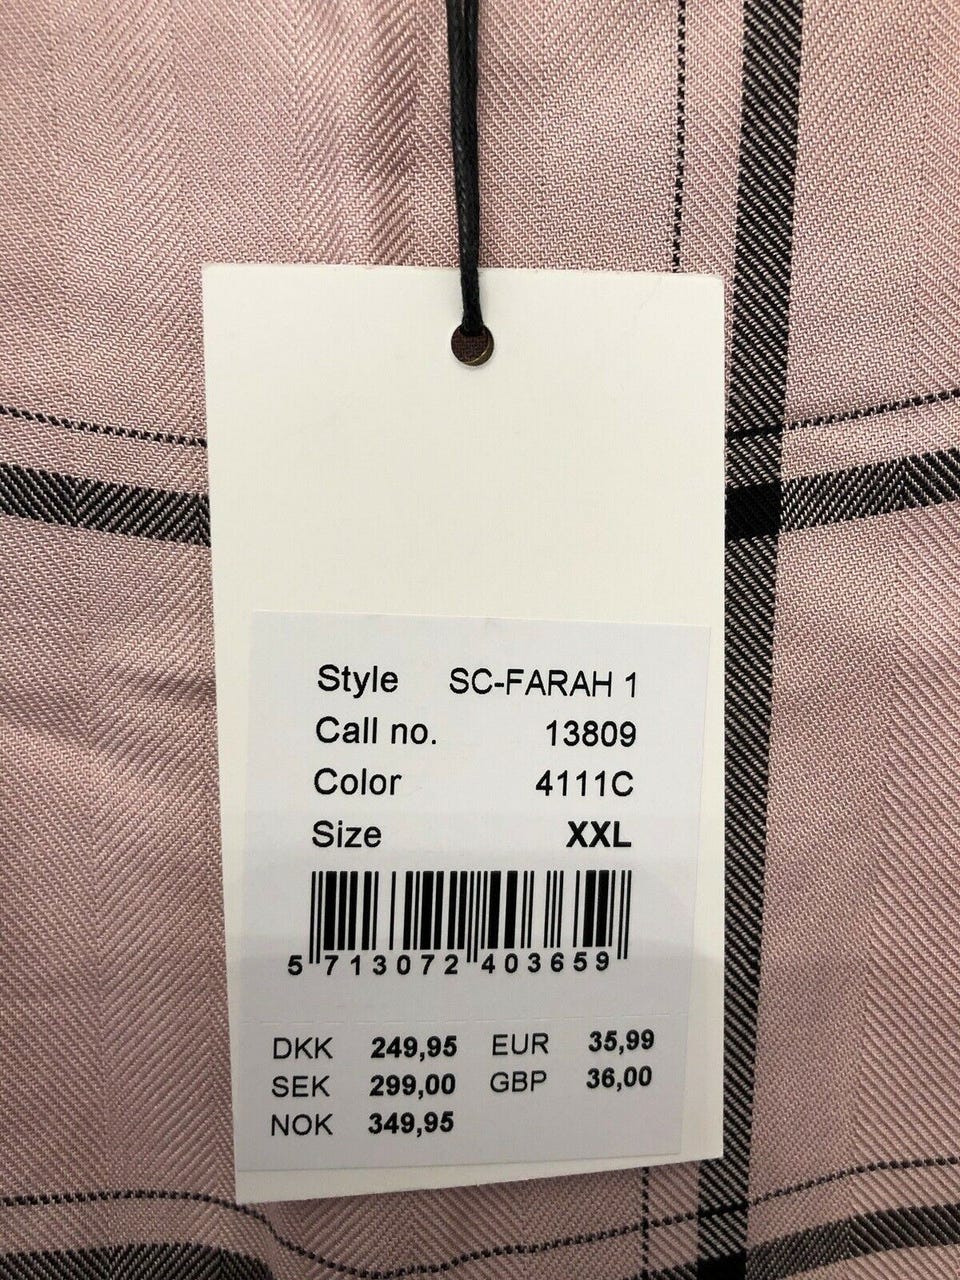 Style SC-FARAH 1
Call no. 13809
Color 4111C
Size XXL
5 713072 403659
DKK 249,95 EUR 35,99
SEK 299,00 GBP 36,00
NOK 349,95